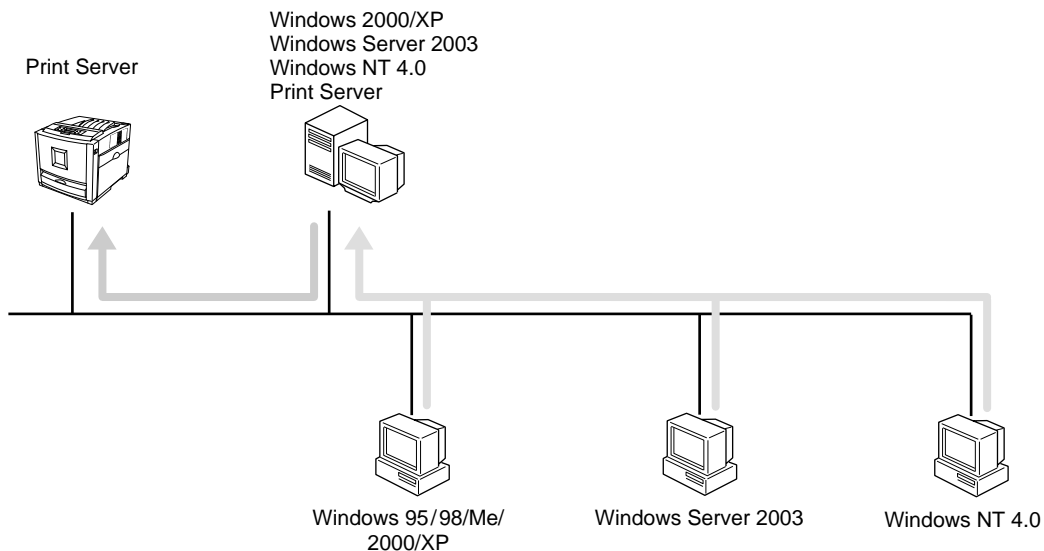 Windows 2000/XP
Windows Server 2003
Windows NT 4.0
Print Server
Print Server
Windows 95/98/Me/
2000/XP
Windows Server 2003
Windows NT 4.0